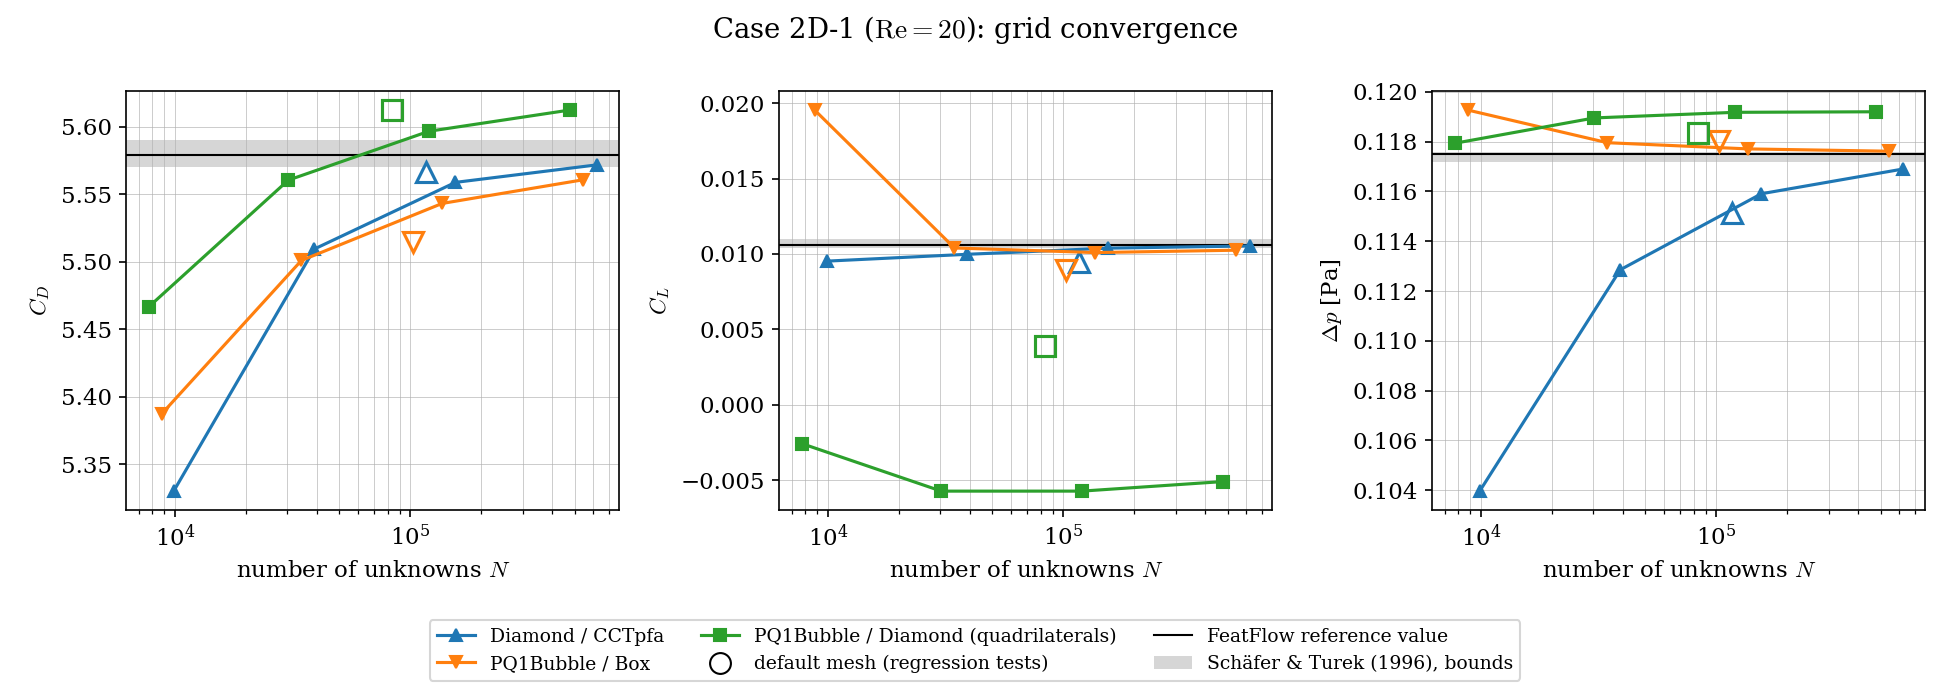 Case 2D-1 (Re = 20): grid convergence
5.60
5.55
5.50
5.45
5.40
5.35
C_D
10^4
10^5
number of unknowns N
0.020
0.015
0.010
0.005
0.000
−0.005
C_L
10^4
10^5
number of unknowns N
0.120
0.118
0.116
0.114
0.112
0.110
0.108
0.106
0.104
Δp [Pa]
10^4
10^5
number of unknowns N
Diamond / CCTpfa
PQ1Bubble / Box
PQ1Bubble / Diamond (quadrilaterals)
default mesh (regression tests)
FeatFlow reference value
Schäfer & Turek (1996), bounds